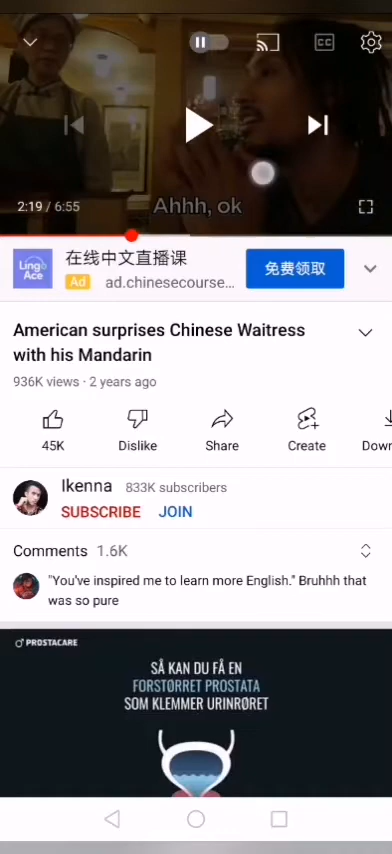 CC
2:19 / 6:55
Ahhh, ok
Lingo Ace
在线中文直播课
Ad ad.chinesecourse...
免费领取
American surprises Chinese Waitress
with his Mandarin
936K views · 2 years ago
45K
Dislike
Share
Create
Down
Ikenna 833K subscribers
SUBSCRIBE JOIN
Comments 1.6K
"You've inspired me to learn more English." Bruhhh that
was so pure
PROSTACARE
SÅ KAN DU FÅ EN
FORSTØRRET PROSTATA
SOM KLEMMER URINRØRET